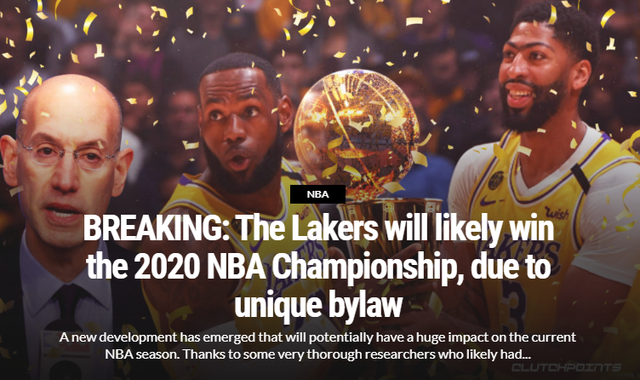 wish
3
NBA
BREAKING: The Lakers will likely win
the 2020 NBA Championship, due to
unique bylaw
A new development has emerged that will potentially have a huge impact on the current
NBA season. Thanks to some very thorough researchers who likely had...
CLUTCHPOINTS